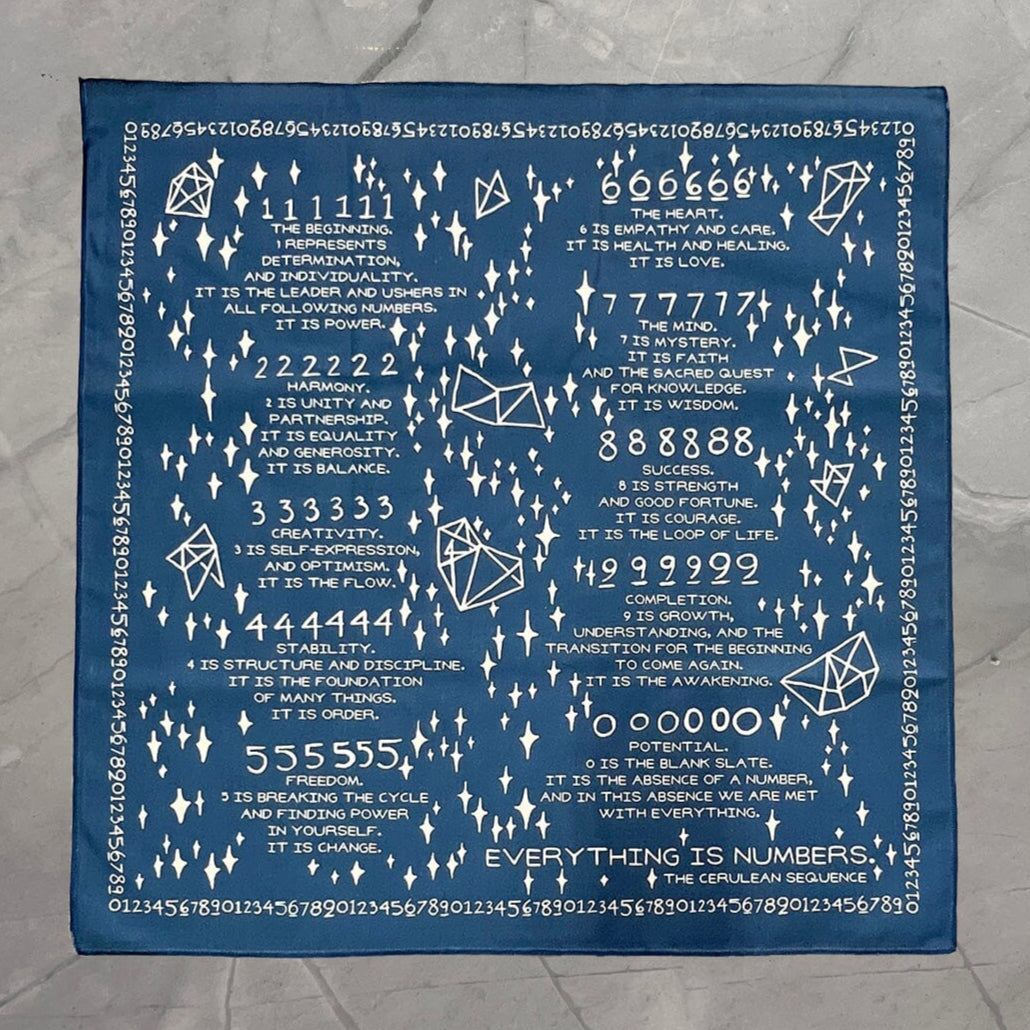 0123456789012345678901234567890123456789012345678901234567890123456789
0123456789012345678901234567890123456789012345678901234567890123456789
111111
THE BEGINNING.
1 REPRESENTS
DETERMINATION,
AND INDIVIDUALITY.
IT IS THE LEADER AND USHERS IN
ALL FOLLOWING NUMBERS.
IT IS POWER.
222222
HARMONY.
2 IS UNITY AND
PARTNERSHIP.
IT IS EQUALITY
AND GENEROSITY.
IT IS BALANCE.
333333
CREATIVITY.
3 IS SELF-EXPRESSION,
AND OPTIMISM.
IT IS THE FLOW.
444444
STABILITY.
4 IS STRUCTURE AND DISCIPLINE.
IT IS THE FOUNDATION
OF MANY THINGS.
IT IS ORDER.
555555
FREEDOM.
5 IS BREAKING THE CYCLE
AND FINDING POWER
IN YOURSELF.
IT IS CHANGE.
666666
THE HEART.
6 IS EMPATHY AND CARE.
IT IS HEALTH AND HEALING.
IT IS LOVE.
777777
THE MIND.
7 IS MYSTERY.
IT IS FAITH
AND THE SACRED QUEST
FOR KNOWLEDGE.
IT IS WISDOM.
888888
SUCCESS.
8 IS STRENGTH
AND GOOD FORTUNE.
IT IS COURAGE.
IT IS THE LOOP OF LIFE.
999999
COMPLETION.
9 IS GROWTH,
UNDERSTANDING, AND THE
TRANSITION FOR THE BEGINNING
TO COME AGAIN.
IT IS THE AWAKENING.
000000
POTENTIAL.
0 IS THE BLANK SLATE.
IT IS THE ABSENCE OF A NUMBER,
AND IN THIS ABSENCE WE ARE MET
WITH EVERYTHING.
EVERYTHING IS NUMBERS.
THE CERULEAN SEQUENCE
0123456789012345678901234567890123456789012345678901234567890123456789
01234567890123456789012345678901234567890123456789012345678901234567890